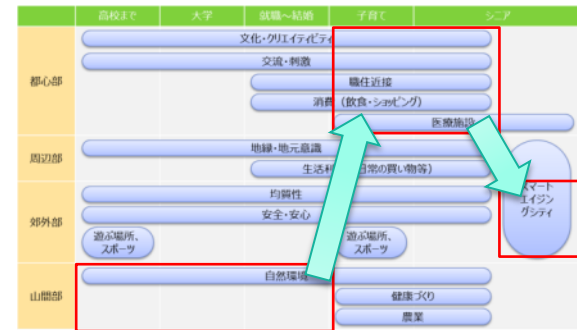 高校まで 大学 就職～結婚 子育て シニア
文化・クリエイティビティ
交流・刺激
都心部
職住近接
消費（飲食・ショッピング）
医療施設
地縁・地元意識
周辺部
生活利 日常の買い物等）
均質性
スマート
エイジン
グシティ
郊外部
安全・安心
遊ぶ場所、
スポーツ
遊ぶ場所、
スポーツ
自然環境
山間部
健康づくり
農業